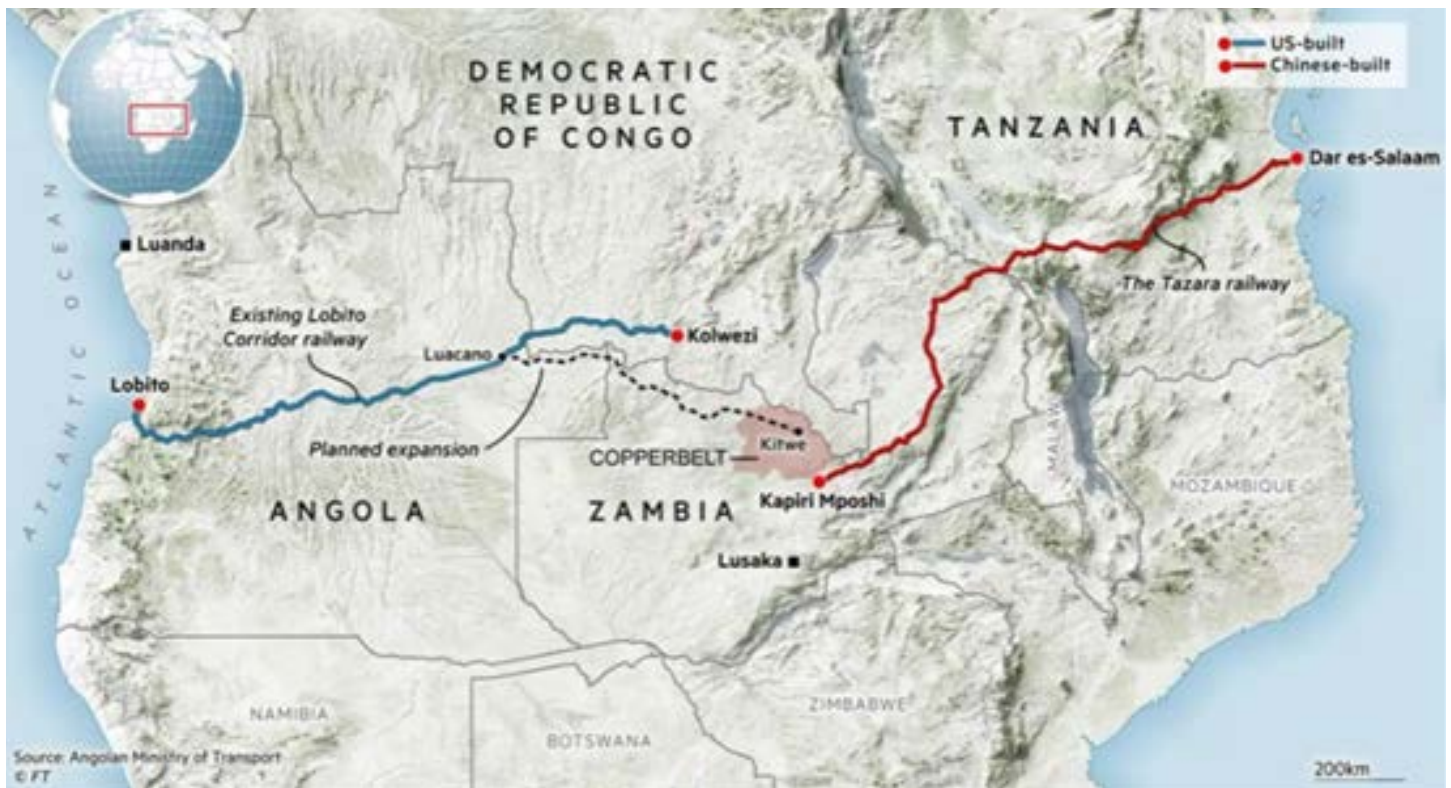 US-built
Chinese-built
DEMOCRATIC
REPUBLIC
OF CONGO
TANZANIA
Dar es-Salaam
ATLANTIC OCEAN
Luanda
The Tazara railway
Existing Lobito
Corridor railway
Kolwezi
Luacano
Lobito
Planned expansion
Kitwe
COPPERBELT
MALAWI
MOZAMBIQUE
ANGOLA
ZAMBIA
Kapiri Mposhi
Lusaka
NAMIBIA
ZIMBABWE
BOTSWANA
Source: Angolan Ministry of Transport
© FT
200km